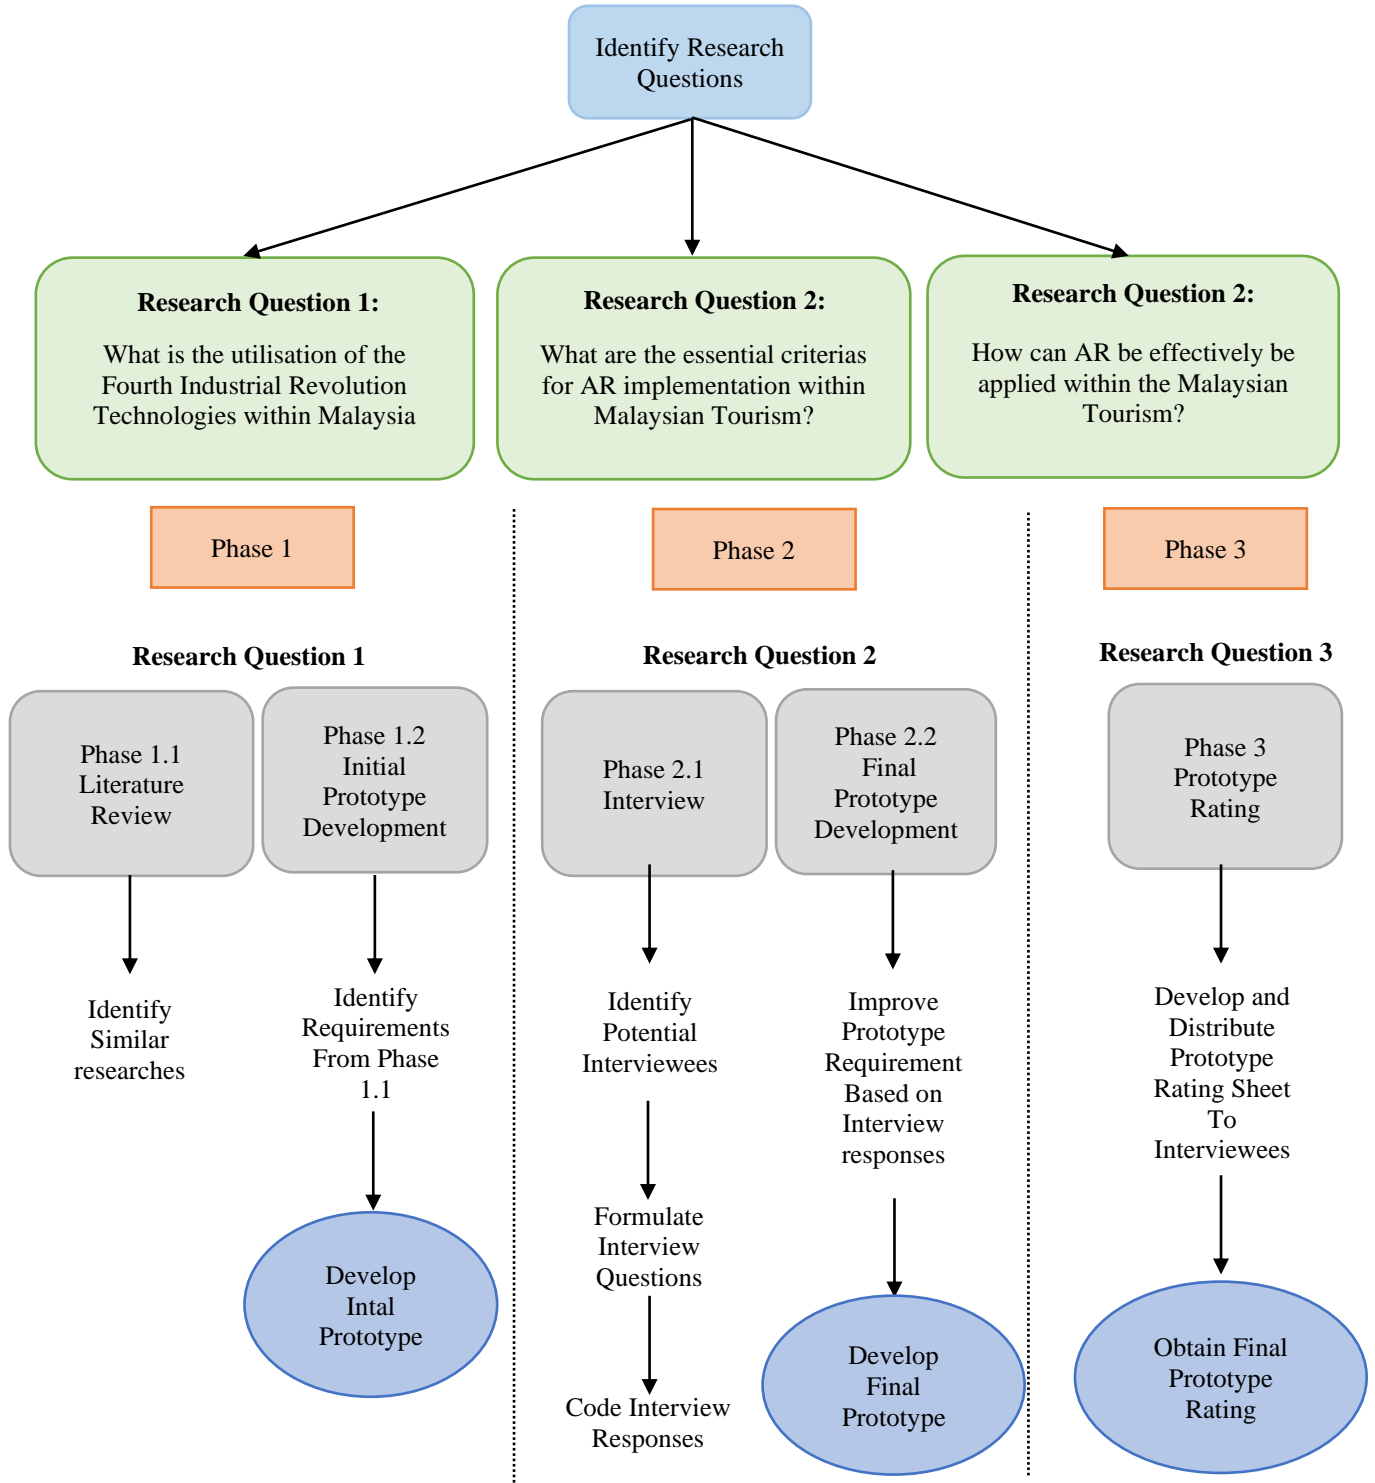 Identify Research
Questions
Research Question 1:
What is the utilisation of the
Fourth Industrial Revolution
Technologies within Malaysia
Research Question 2:
What are the essential criterias
for AR implementation within
Malaysian Tourism?
Research Question 2:
How can AR be effectively be
applied within the Malaysian
Tourism?
Phase 1
Phase 2
Phase 3
Research Question 1
Research Question 2
Research Question 3
Phase 1.1
Literature
Review
Phase 1.2
Initial
Prototype
Development
Phase 2.1
Interview
Phase 2.2
Final
Prototype
Development
Phase 3
Prototype
Rating
Identify
Similar
researches
Identify
Requirements
From Phase
1.1
Identify
Potential
Interviewees
Improve
Prototype
Requirement
Based on
Interview
responses
Develop and
Distribute
Prototype
Rating Sheet
To
Interviewees
Develop
Intal
Prototype
Formulate
Interview
Questions
Code Interview
Responses
Develop
Final
Prototype
Obtain Final
Prototype
Rating